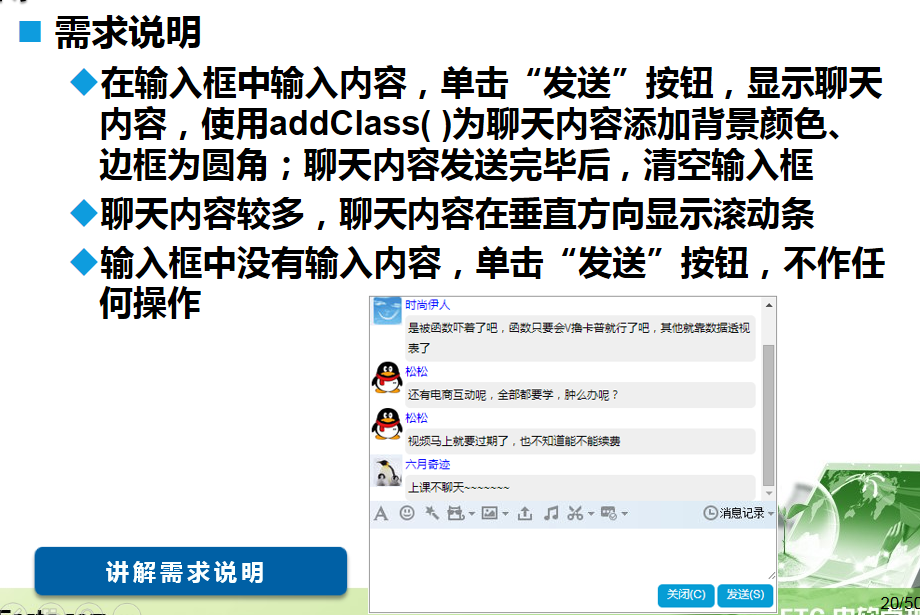 需求说明
在输入框中输入内容，单击“发送”按钮，显示聊天
内容，使用addClass( )为聊天内容添加背景颜色、
边框为圆角；聊天内容发送完毕后，清空输入框
聊天内容较多，聊天内容在垂直方向显示滚动条
输入框中没有输入内容，单击“发送”按钮，不作任
何操作
时尚伊人
是被函数吓着了吧，函数只要会V撸卡普就行了吧，其他就靠数据透视
表了
松松
还有电商互动呢，全部都要学，肿么办呢？
松松
视频马上就要过期了，也不知道能不能续费
六月奇迹
上课不聊天~~~~~~~
消息记录
关闭(C) 发送(S)
讲解需求说明
20/50